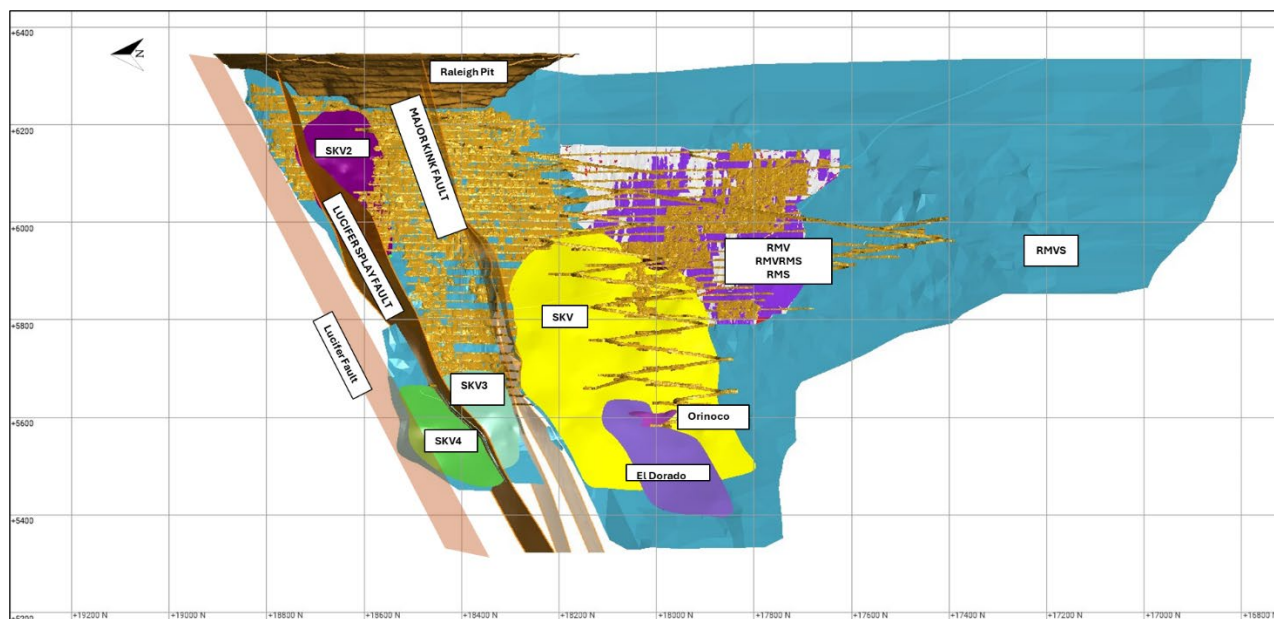 +6400
N
Raleigh Pit
MAJOR KINK FAULT
+6200
SKV2
LUCIFER SPLAY FAULT
+6000
RMV
RMVRMS
RMS
RMVS
SKV
+5800
Lucifer Fault
SKV3
Orinoco
+5600
SKV4
El Dorado
+5400
+5200
+19200 N
+19000 N
+18800 N
+18600 N
+18400 N
+18200 N
+18000 N
+17800 N
+17600 N
+17400 N
+17200 N
+17000 N
+16800 N